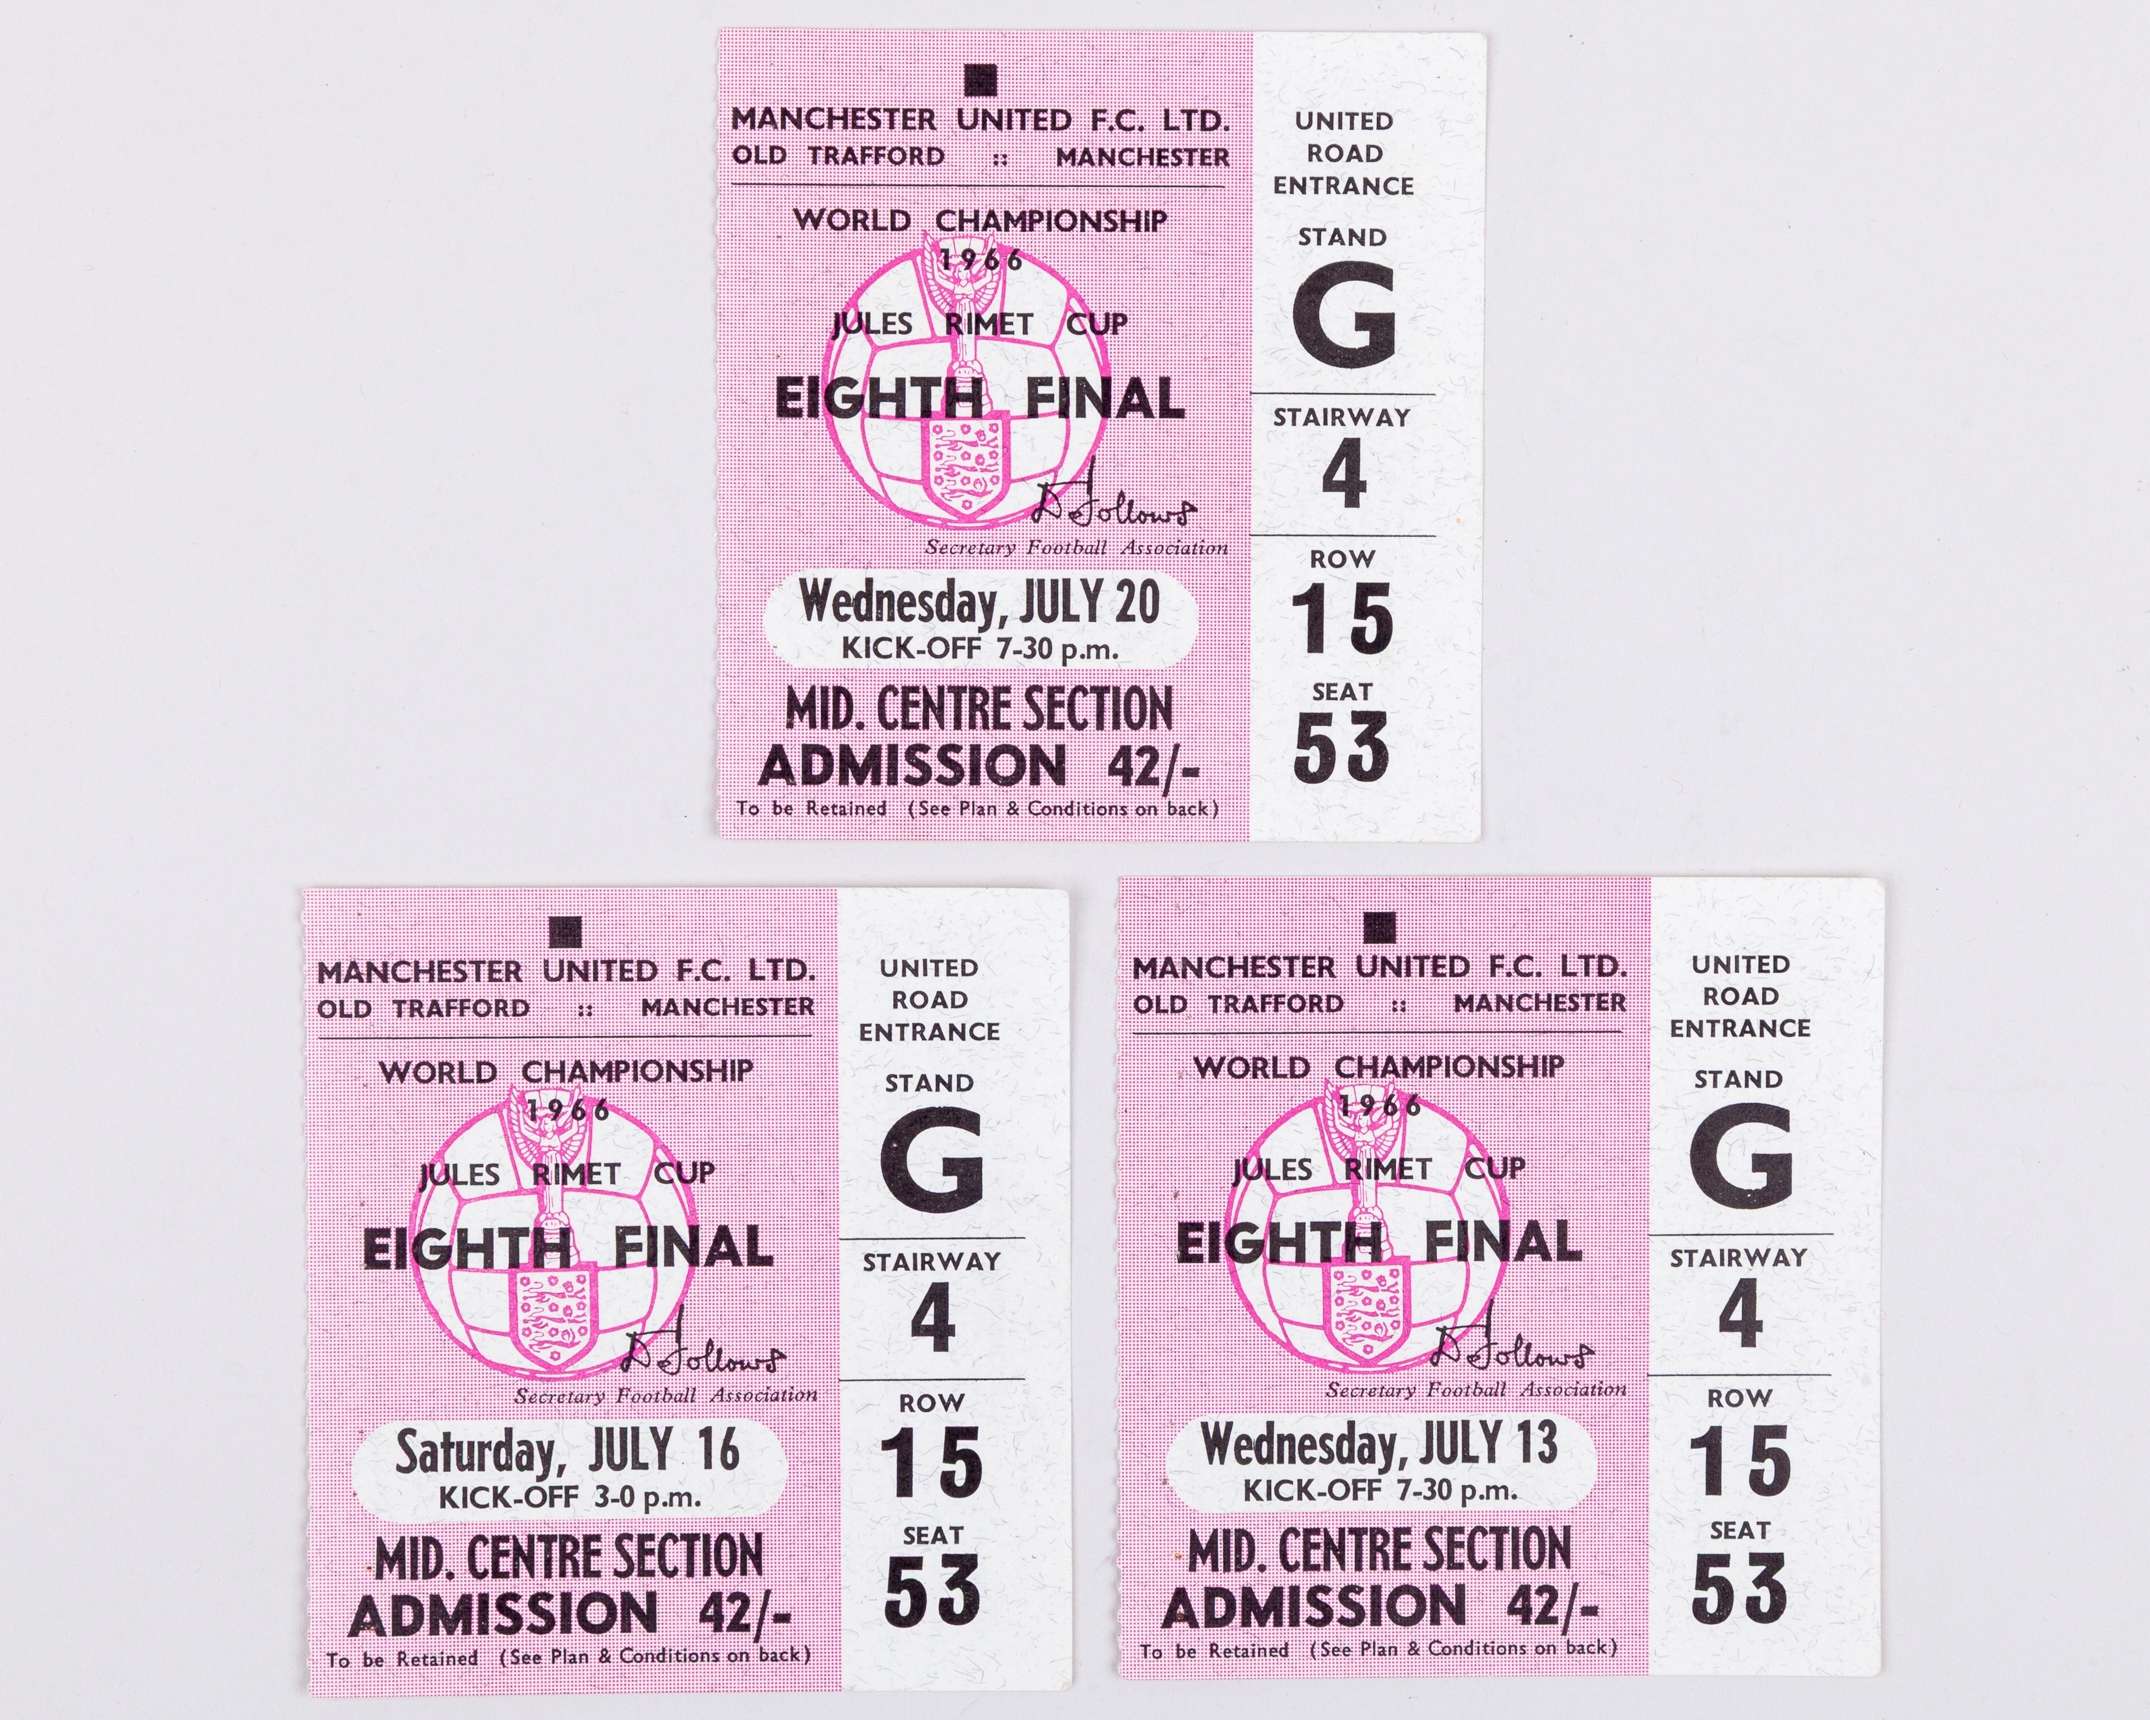 MANCHESTER UNITED F.C. LTD.
OLD TRAFFORD :: MANCHESTER
WORLD CHAMPIONSHIP
1966
JULES RIMET CUP
EIGHTH FINAL
D Follows
Secretary Football Association
Wednesday, JULY 20
KICK-OFF 7-30 p.m.
MID. CENTRE SECTION
ADMISSION 42/-
To be Retained (See Plan & Conditions on back)
UNITED
ROAD
ENTRANCE
STAND
G
STAIRWAY
4
ROW
15
SEAT
53
MANCHESTER UNITED F.C. LTD.
OLD TRAFFORD :: MANCHESTER
WORLD CHAMPIONSHIP
1966
JULES RIMET CUP
EIGHTH FINAL
D Follows
Secretary Football Association
Saturday, JULY 16
KICK-OFF 3-0 p.m.
MID. CENTRE SECTION
ADMISSION 42/-
To be Retained (See Plan & Conditions on back)
UNITED
ROAD
ENTRANCE
STAND
G
STAIRWAY
4
ROW
15
SEAT
53
MANCHESTER UNITED F.C. LTD.
OLD TRAFFORD :: MANCHESTER
WORLD CHAMPIONSHIP
1966
JULES RIMET CUP
EIGHTH FINAL
D Follows
Secretary Football Association
Wednesday, JULY 13
KICK-OFF 7-30 p.m.
MID. CENTRE SECTION
ADMISSION 42/-
To be Retained (See Plan & Conditions on back)
UNITED
ROAD
ENTRANCE
STAND
G
STAIRWAY
4
ROW
15
SEAT
53